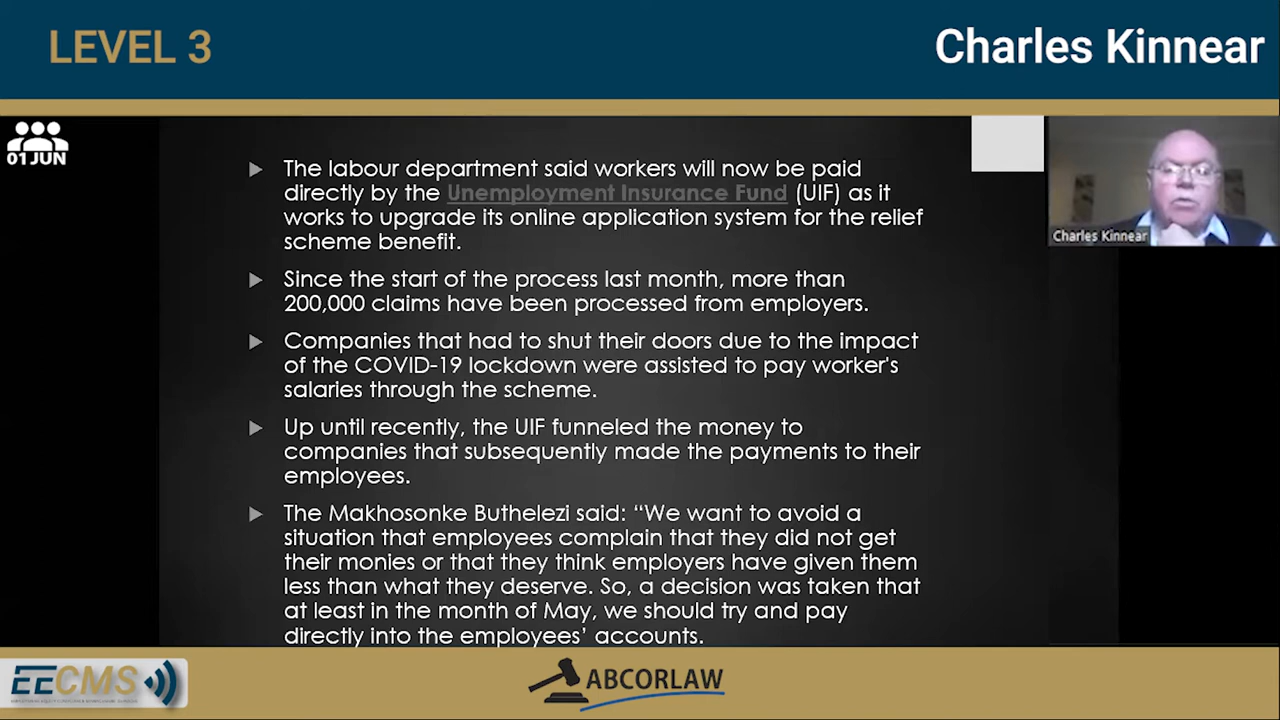 LEVEL 3
Charles Kinnear
01 JUN
The labour department said workers will now be paid
directly by the Unemployment Insurance Fund (UIF) as it
works to upgrade its online application system for the relief
scheme benefit.
Since the start of the process last month, more than
200,000 claims have been processed from employers.
Companies that had to shut their doors due to the impact
of the COVID-19 lockdown were assisted to pay worker's
salaries through the scheme.
Up until recently, the UIF funneled the money to
companies that subsequently made the payments to their
employees.
The Makhosonke Buthelezi said: “We want to avoid a
situation that employees complain that they did not get
their monies or that they think employers have given them
less than what they deserve. So, a decision was taken that
at least in the month of May, we should try and pay
directly into the employees’ accounts.
Charles Kinnear
EECMS
ABCORLAW